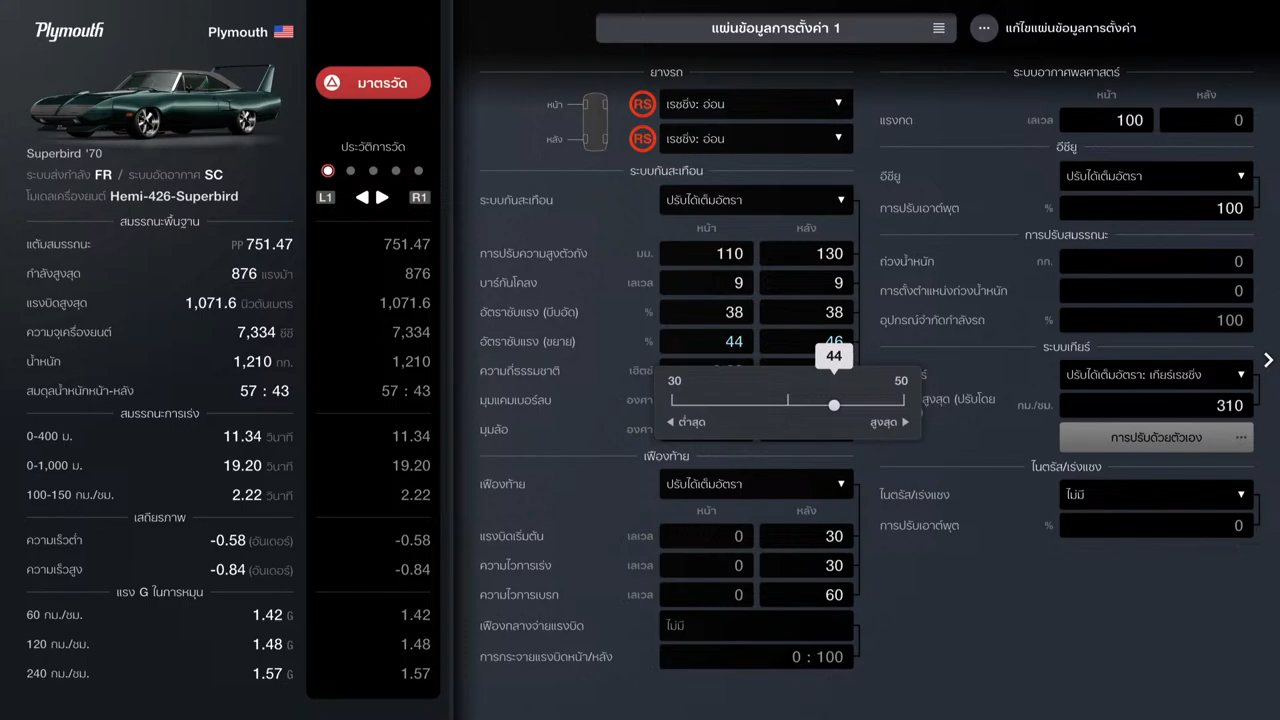 Plymouth
Plymouth
Superbird '70
ระบบส่งกำลัง FR / ระบบอัดอากาศ SC
โมเดลเครื่องยนต์ Hemi-426-Superbird
สมรรถนะพื้นฐาน
แต้มสมรรถนะ PP 751.47
กำลังสูงสุด 876 แรงม้า
แรงบิดสูงสุด 1,071.6 นิวตันเมตร
ความจุเครื่องยนต์ 7,334 ซีซี
น้ำหนัก 1,210 กก.
สมดุลน้ำหนักหน้า-หลัง 57 : 43
สมรรถนะการเร่ง
0-400 ม. 11.34 วินาที
0-1,000 ม. 19.20 วินาที
100-150 กม./ชม. 2.22 วินาที
เสถียรภาพ
ความเร็วต่ำ -0.58 (อันเดอร์)
ความเร็วสูง -0.84 (อันเดอร์)
แรง G ในการหมุน
60 กม./ชม. 1.42 G
120 กม./ชม. 1.48 G
240 กม./ชม. 1.57 G
มาตรวัด
ประวัติการวัด
L1 R1
751.47
876
1,071.6
7,334
1,210
57 : 43
11.34
19.20
2.22
-0.58
-0.84
1.42
1.48
1.57
แผ่นข้อมูลการตั้งค่า 1
แก้ไขแผ่นข้อมูลการตั้งค่า
ยางรถ
หน้า RS เรซซิ่ง: อ่อน
หลัง RS เรซซิ่ง: อ่อน
ระบบกันสะเทือน
ระบบกันสะเทือน ปรับได้เต็มอัตรา
หน้า หลัง
การปรับความสูงตัวถัง มม. 110 130
บาร์กันโคลง เลเวล 9 9
อัตราซับแรง (บีบอัด) % 38 38
อัตราซับแรง (ขยาย) % 44 46
44
ความถี่ธรรมชาติ เฮิตซ์
มุมแคมเบอร์ลบ องศา
มุมล้อ องศา
30 50
ต่ำสุด สูงสุด
เฟืองท้าย
เฟืองท้าย ปรับได้เต็มอัตรา
หน้า หลัง
แรงบิดเริ่มต้น เลเวล 0 30
ความไวการเร่ง เลเวล 0 30
ความไวการเบรก เลเวล 0 60
เฟืองกลางจ่ายแรงบิด ไม่มี
การกระจายแรงบิดหน้า/หลัง 0 : 100
ระบบอากาศพลศาสตร์
หน้า หลัง
แรงกด เลเวล 100 0
อีซียู
อีซียู ปรับได้เต็มอัตรา
การปรับเอาต์พุต % 100
การปรับสมรรถนะ
ถ่วงน้ำหนัก กก. 0
การตั้งตำแหน่งถ่วงน้ำหนัก 0
อุปกรณ์จำกัดกำลังรถ % 100
ระบบเกียร์
ปรับได้เต็มอัตรา: เกียร์เรซซิ่ง
สูงสุด (ปรับโดย กม./ชม. 310
การปรับด้วยตัวเอง
ไนตรัส/เร่งแซง
ไนตรัส/เร่งแซง ไม่มี
การปรับเอาต์พุต % 0